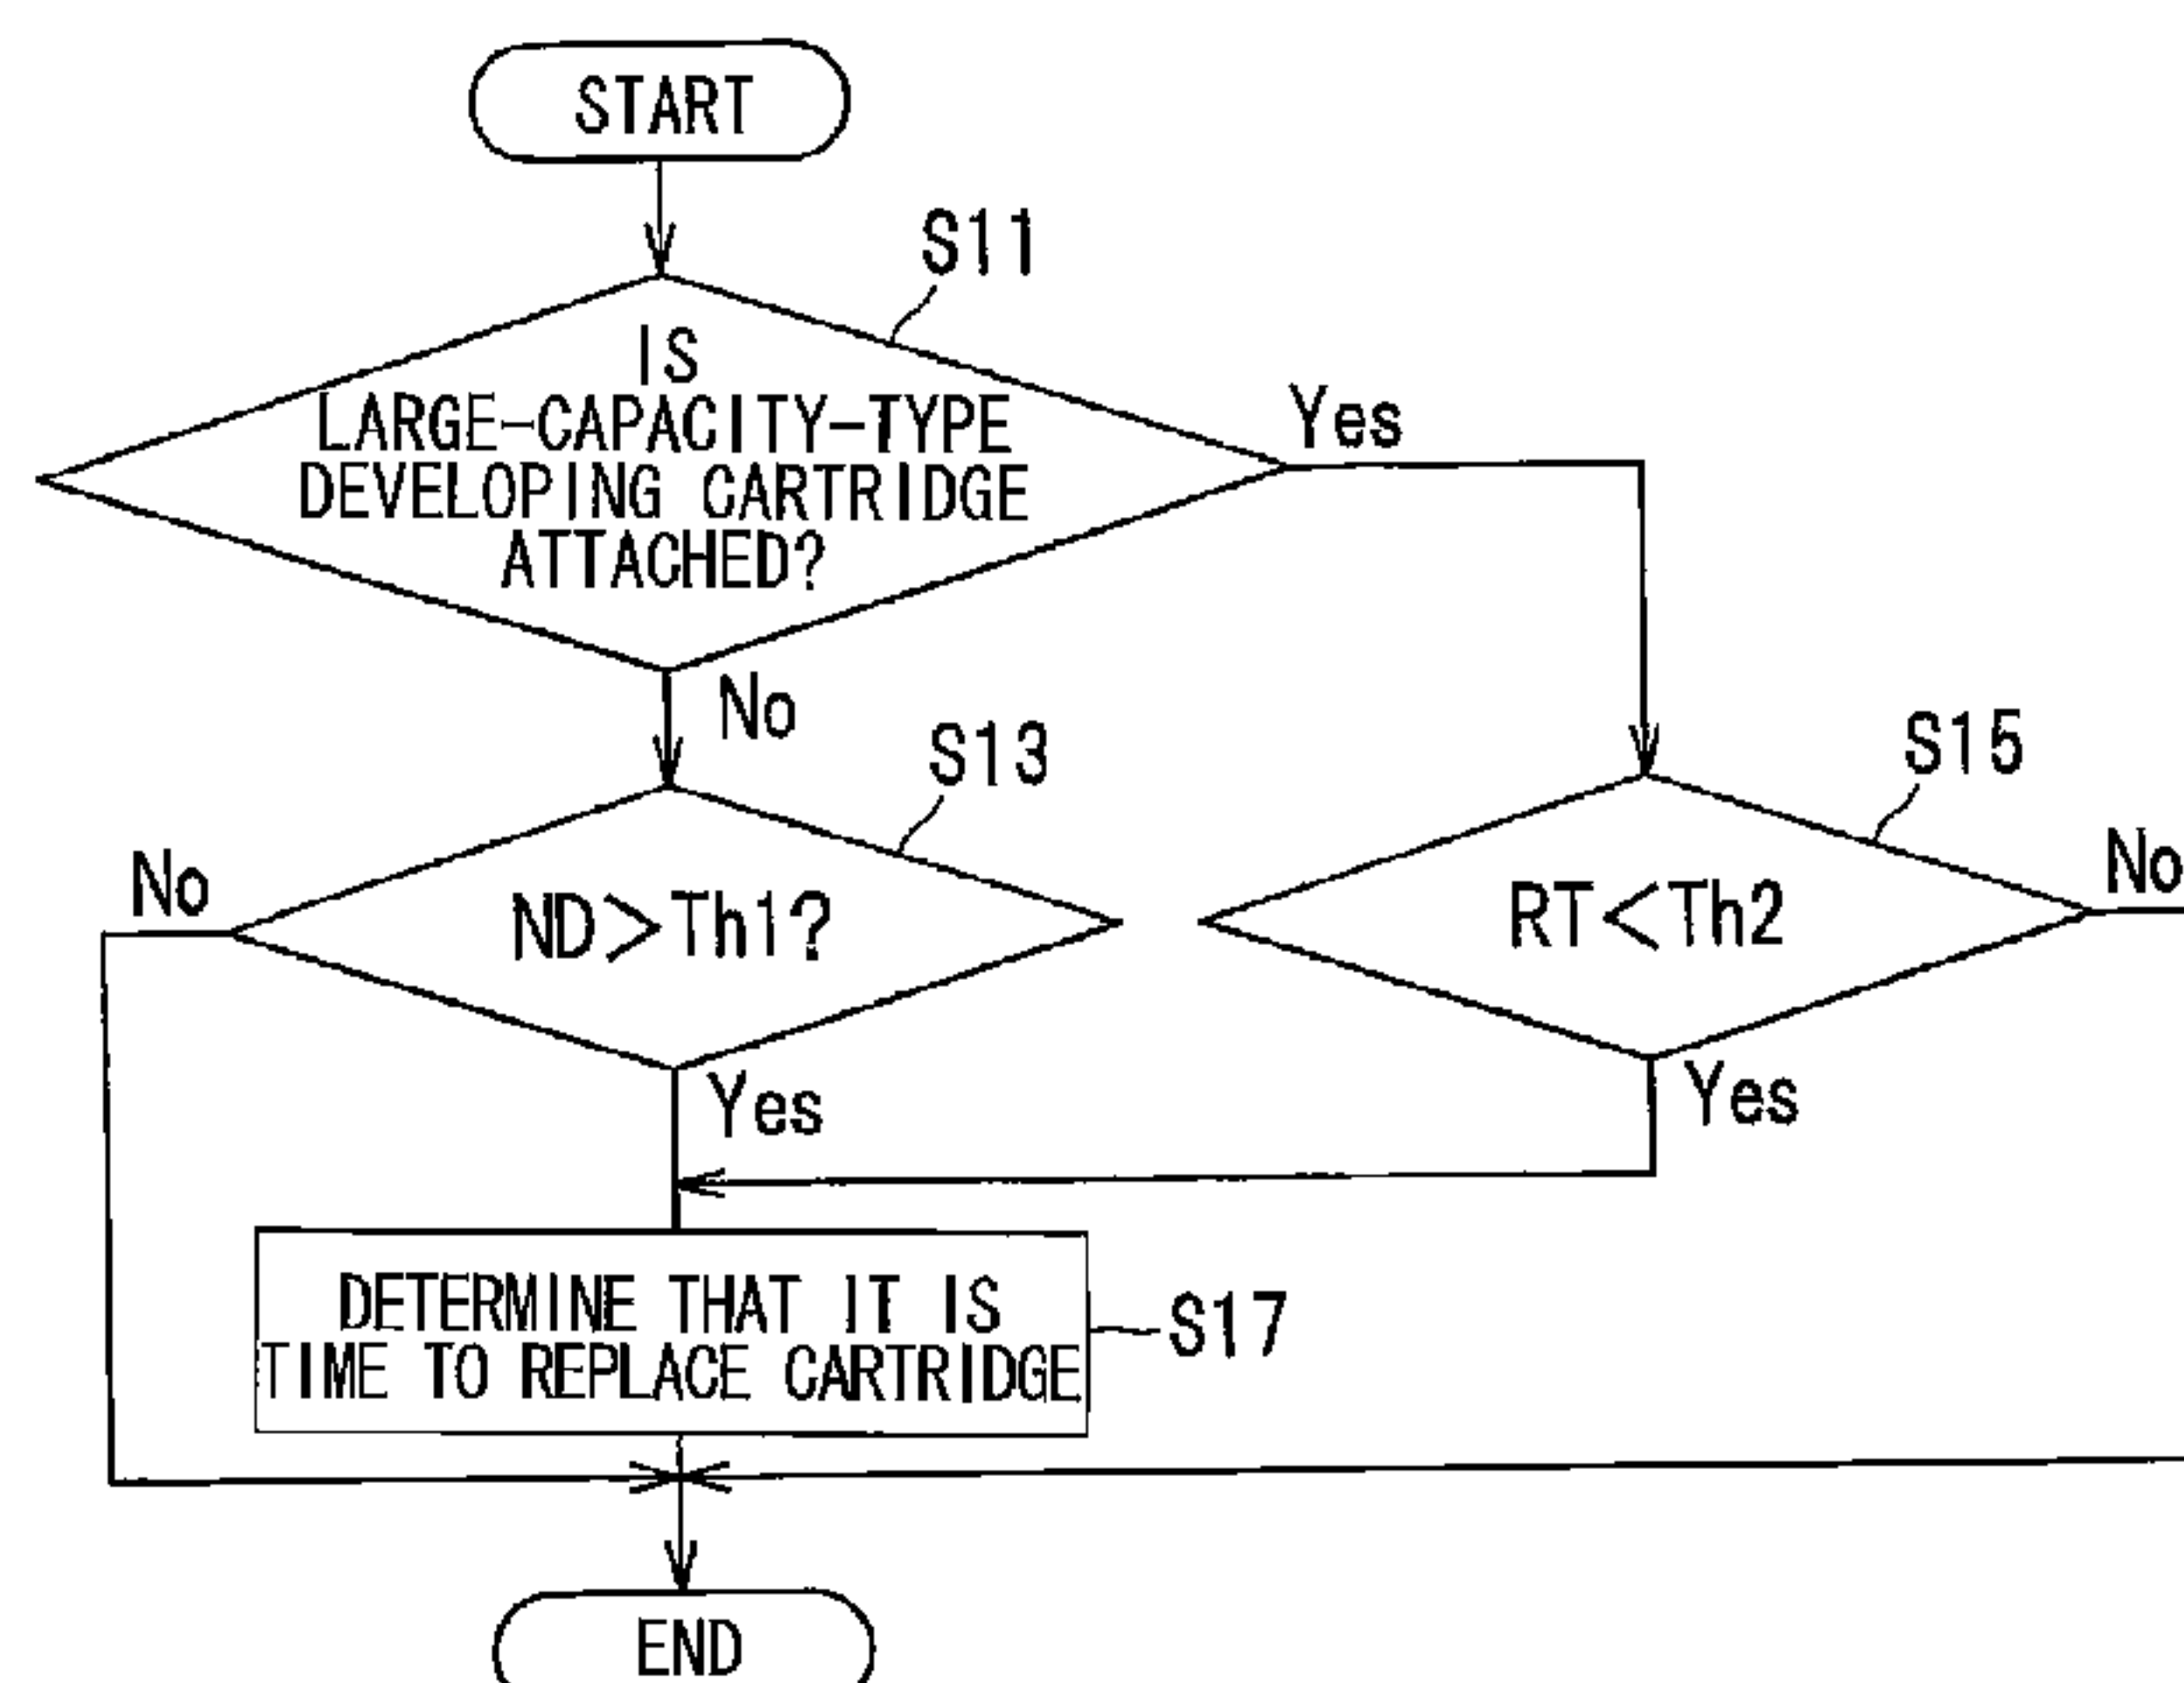 START
S11
IS
LARGE-CAPACITY-TYPE
DEVELOPING CARTRIDGE
ATTACHED?
Yes
No
S13
S15
No
ND>Th1?
RT<Th2
No
Yes
Yes
DETERMINE THAT IT IS
TIME TO REPLACE CARTRIDGE
S17
END